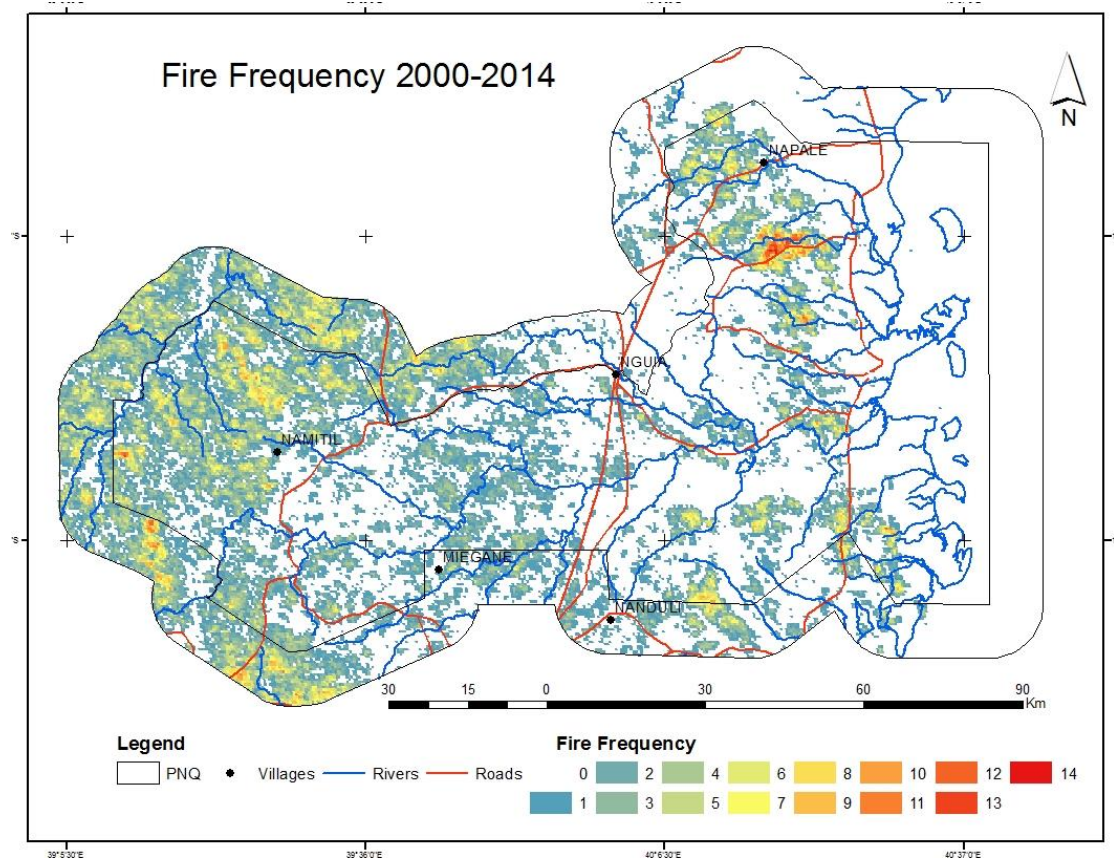 Fire Frequency 2000-2014
N
NAPALE
NGUIA
NAMITIL
MIEGANE
NANDULI
30 15 0 30 60 90
Km
Legend
PNQ Villages Rivers Roads
Fire Frequency
0 2 4 6 8 10 12 14
1 3 5 7 9 11 13
39°5'30"E 39°36'0"E 40°6'30"E 40°37'0"E